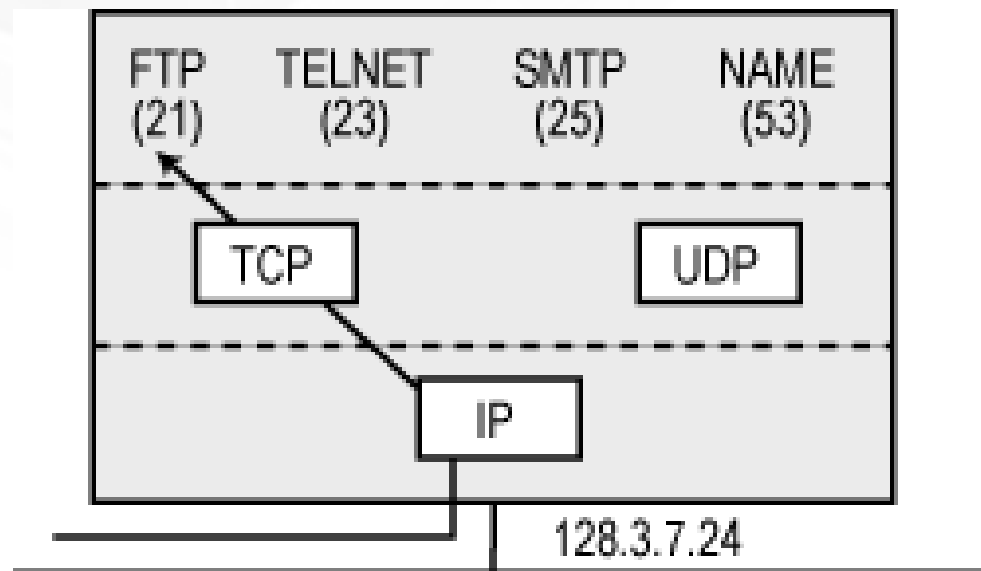 FTP TELNET SMTP NAME
(21) (23) (25) (53)
TCP UDP
IP
128.3.7.24